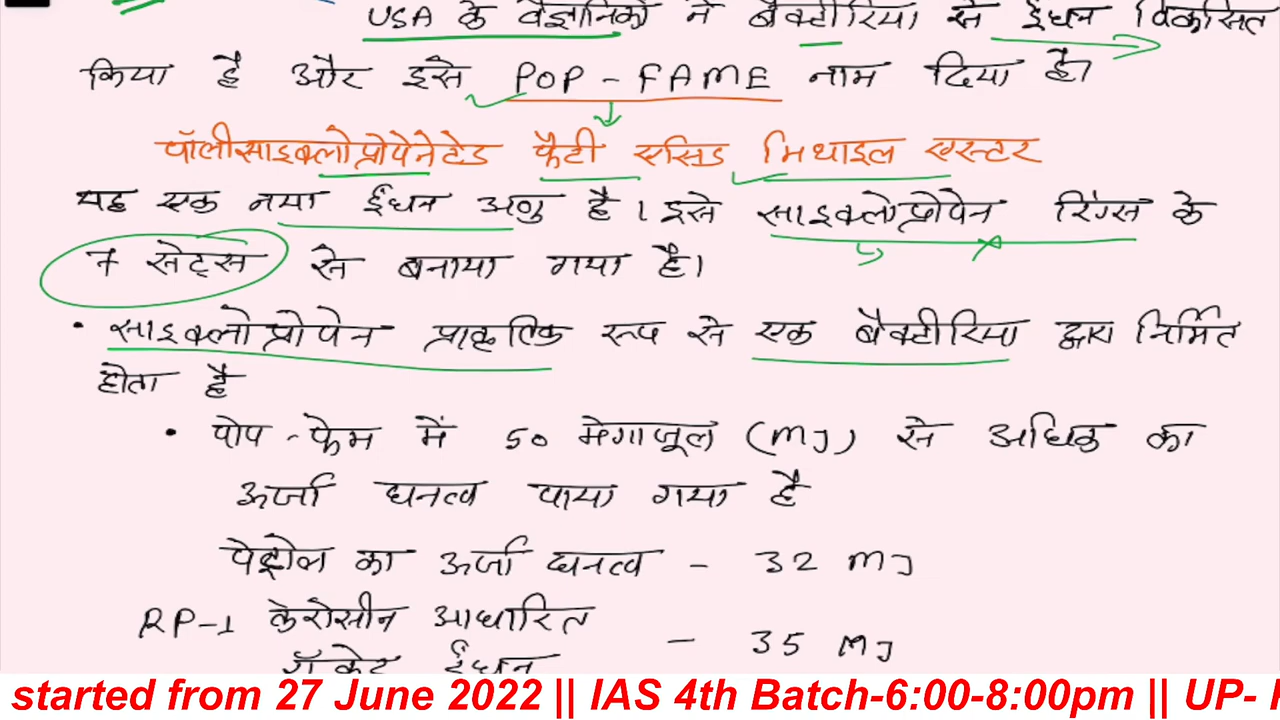 USA के वैज्ञानिकों ने बैक्टीरिया से ईंधन विकसित
किया है और इसे POP-FAME नाम दिया है।
पॉलीसाइक्लोप्रोपेनेटेड फैटी एसिड मिथाइल एस्टर
यह एक नया ईंधन अणु है। इसे साइक्लोप्रोपेन रिंग्स के
7 सेट्स से बनाया गया है।
• साइक्लोप्रोपेन प्राकृतिक रूप से एक बैक्टीरिया द्वारा निर्मित
होता है
• पोप-फेम में 50 मेगाजूल (MJ) से अधिक का
ऊर्जा घनत्व पाया गया है
पेट्रोल का ऊर्जा घनत्व - 32 MJ
RP-1 केरोसीन आधारित
रॉकेट ईंधन - 35 MJ
started from 27 June 2022 || IAS 4th Batch-6:00-8:00pm || UP-